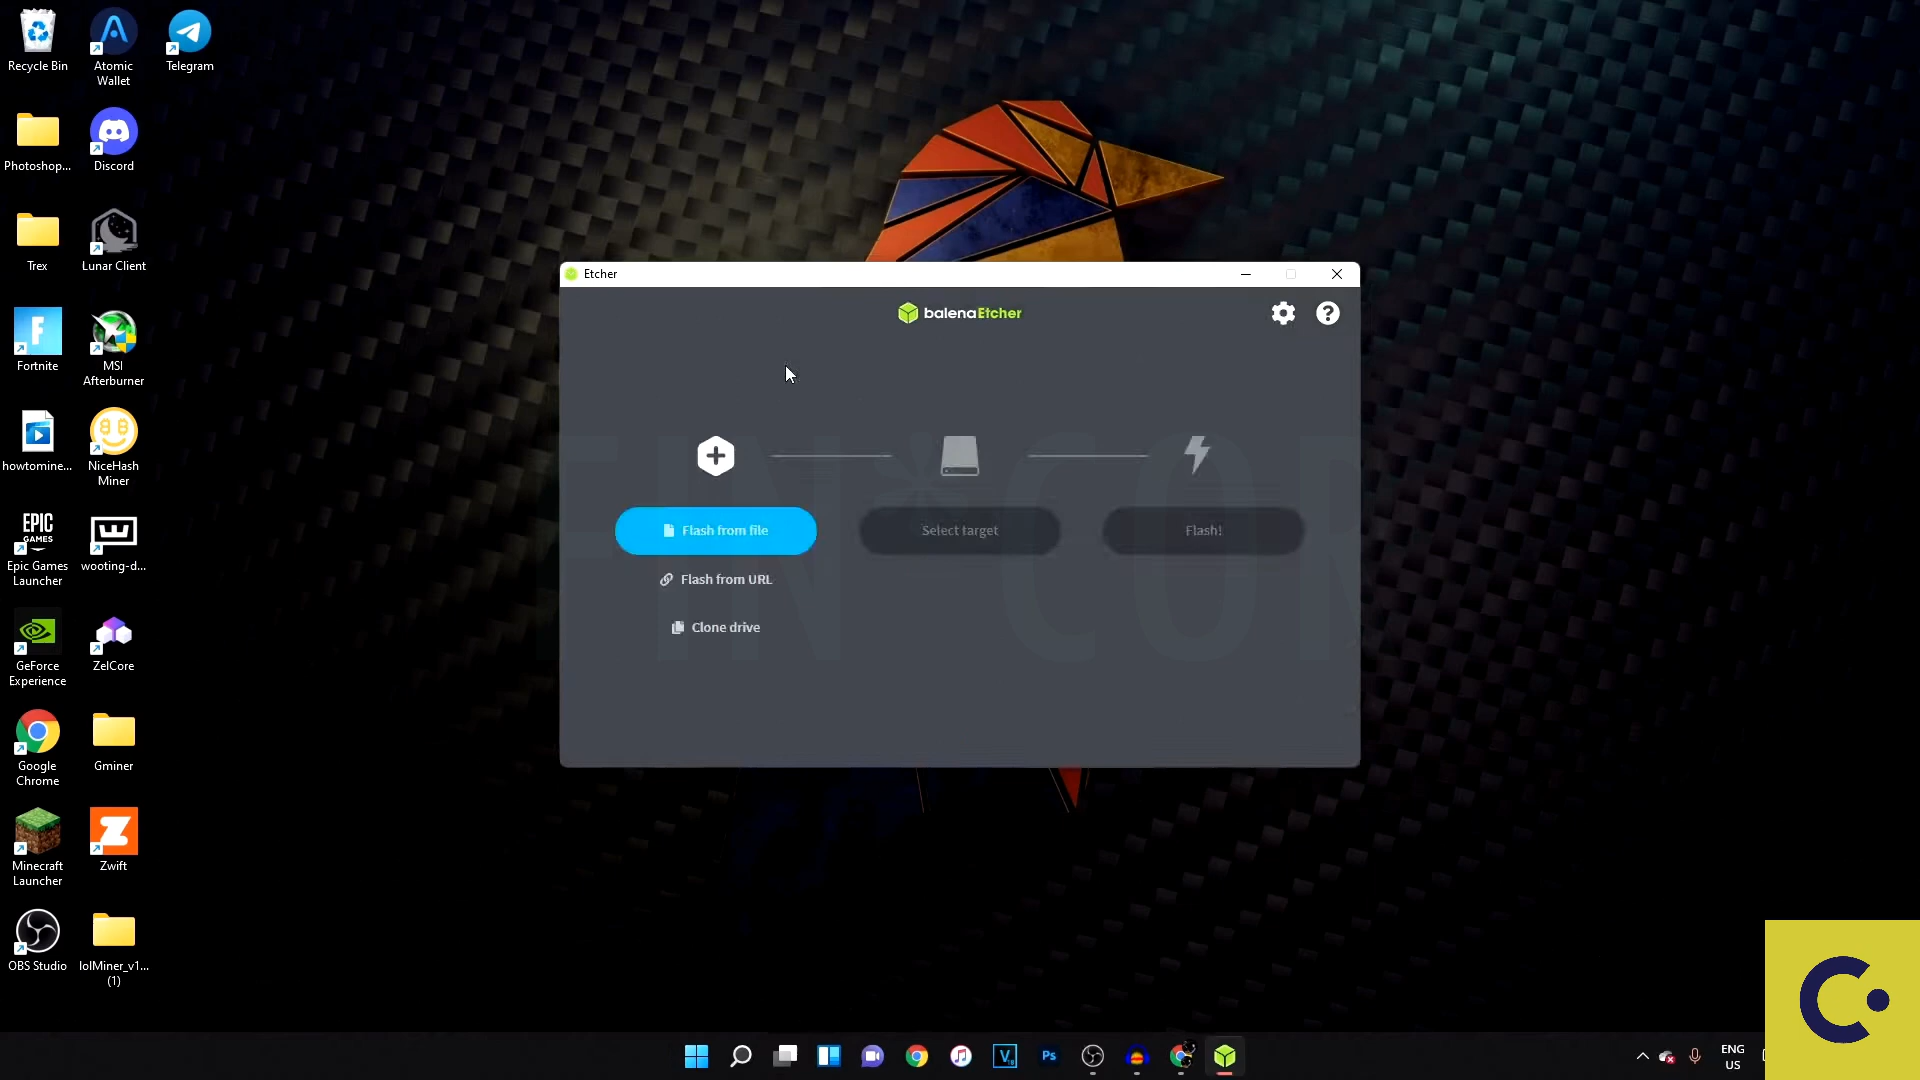 Recycle Bin
Atomic
Wallet
Telegram
Photoshop...
Discord
Trex
Lunar Client
Fortnite
MSI
Afterburner
howtomine...
NiceHash
Miner
EPIC
GAMES
Epic Games
Launcher
wooting-d...
GeForce
Experience
ZelCore
Google
Chrome
Gminer
Minecraft
Launcher
Zwift
OBS Studio
lolMiner_v1...
(1)
Etcher
balenaEtcher
Flash from file
Select target
Flash!
Flash from URL
Clone drive
Ps
ENG
US